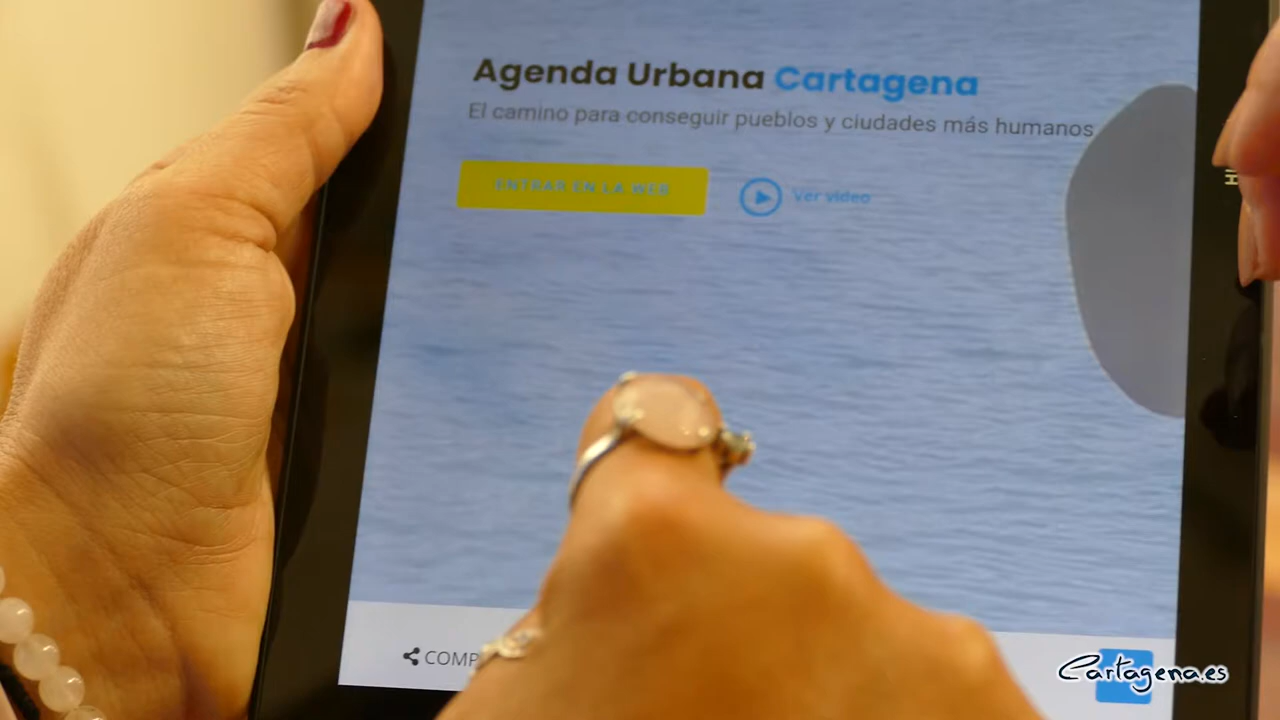 Agenda Urbana Cartagena
El camino para conseguir pueblos y ciudades más humanos
ENTRAR EN LA WEB
Ver video
COMP
Cartagena.es